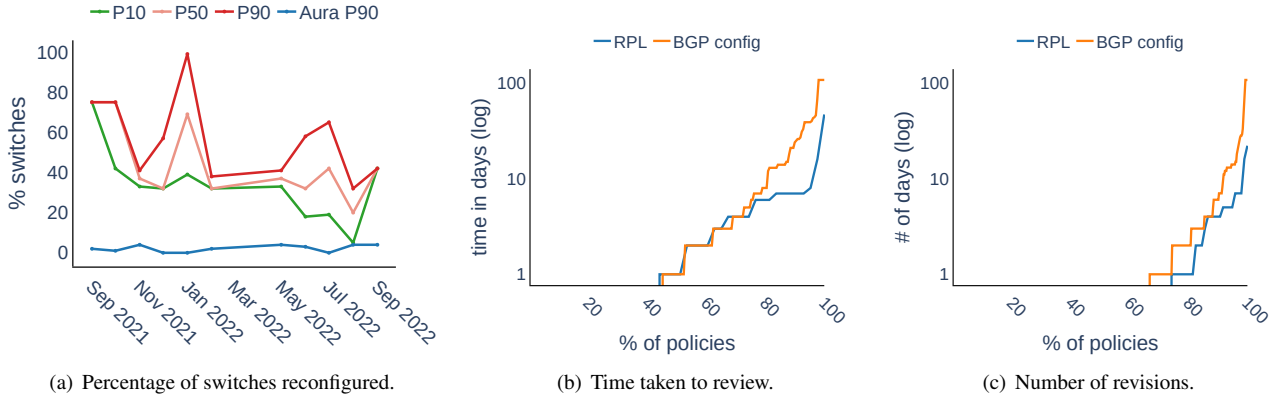 P10 P50 P90 Aura P90
% switches
100
80
60
40
20
0
Sep 2021
Nov 2021
Jan 2022
Mar 2022
May 2022
Jul 2022
Sep 2022
(a) Percentage of switches reconfigured.
RPL BGP config
time in days (log)
100
10
1
20
40
60
80
100
% of policies
(b) Time taken to review.
RPL BGP config
# of days (log)
100
10
1
20
40
60
80
100
% of policies
(c) Number of revisions.